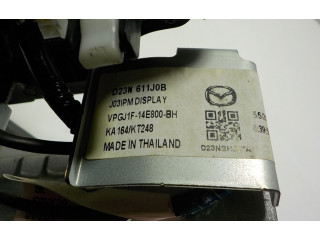 D23N 611J0B
J03IPM DISPLAY
VPGJ1F-14E800-BH
KA164/KT248
MADE IN THAILAND